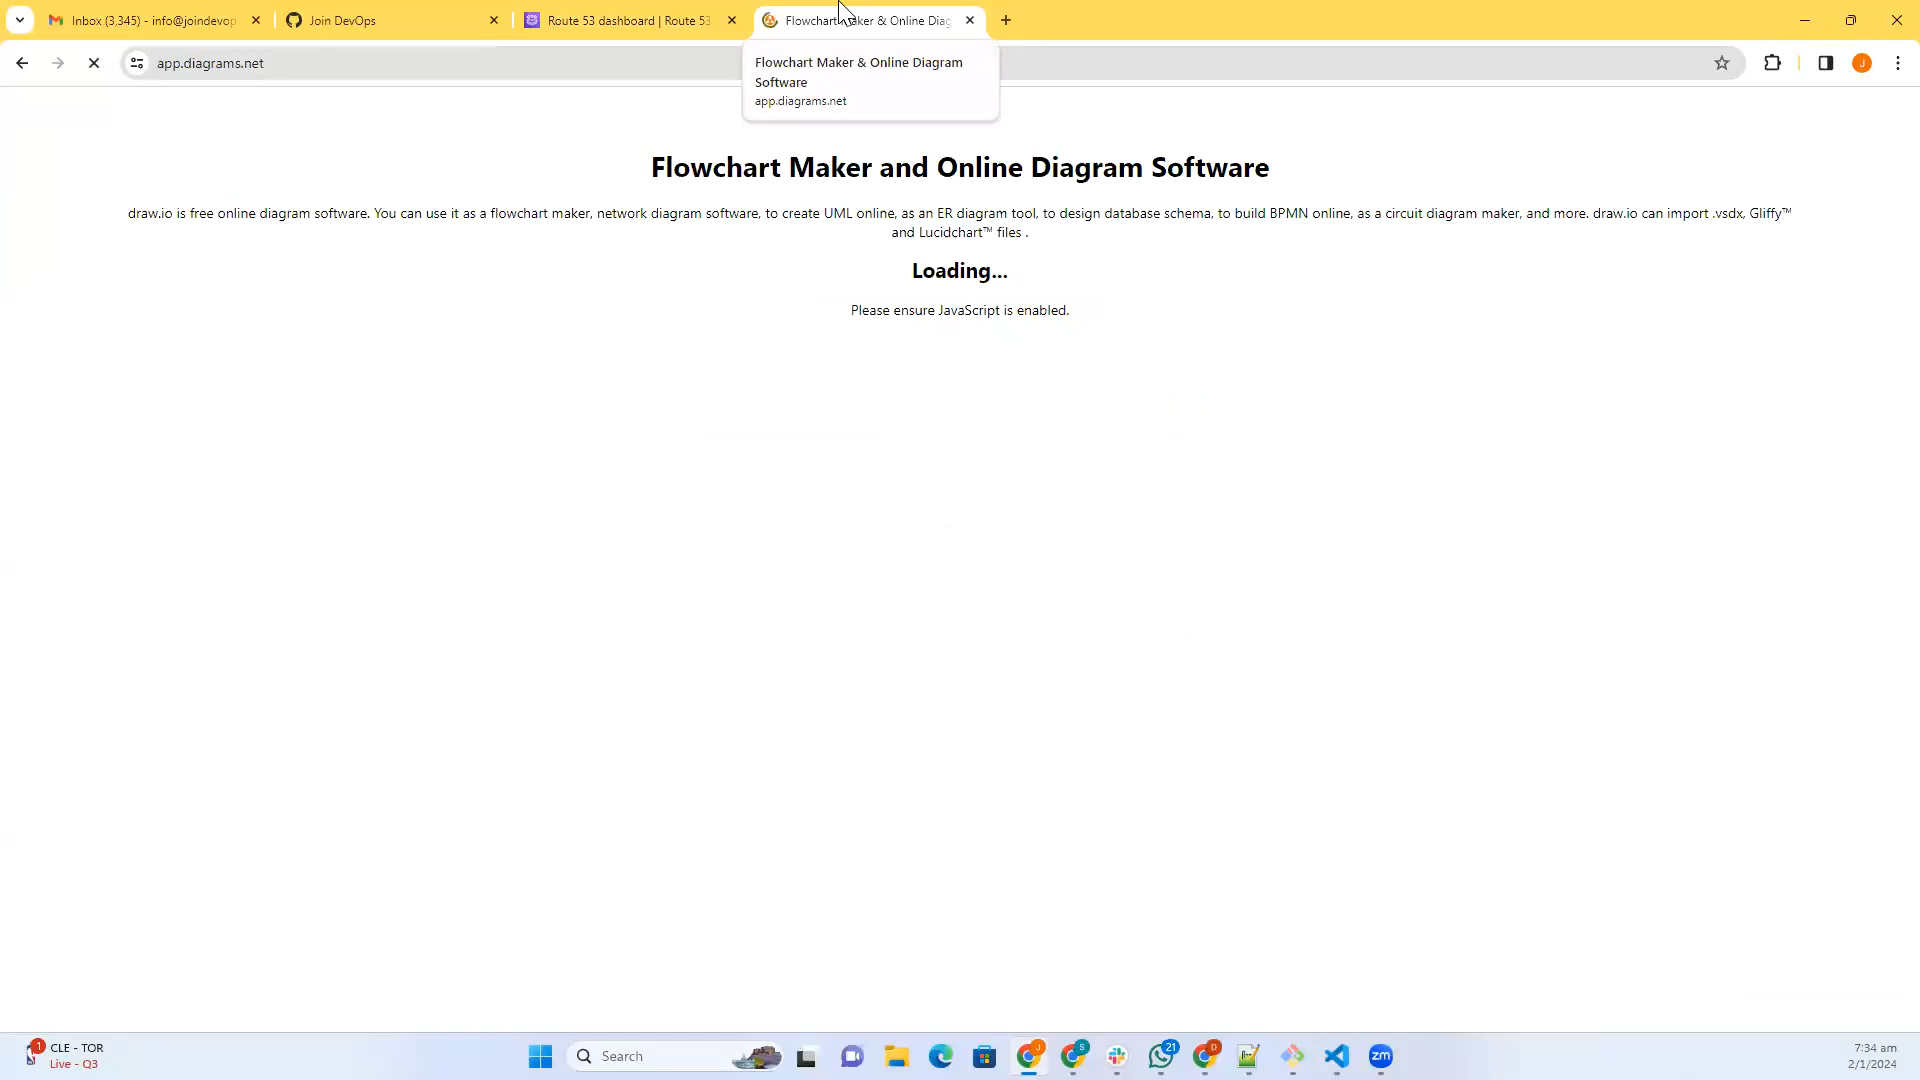 Inbox (3,345) - info@joindevop
Join DevOps
Route 53 dashboard | Route 53
Flowchart Maker & Online Diag
app.diagrams.net
J
Flowchart Maker & Online Diagram
Software
app.diagrams.net
Flowchart Maker and Online Diagram Software
draw.io is free online diagram software. You can use it as a flowchart maker, network diagram software, to create UML online, as an ER diagram tool, to design database schema, to build BPMN online, as a circuit diagram maker, and more. draw.io can import .vsdx, Gliffy™
and Lucidchart™ files .
Loading...
Please ensure JavaScript is enabled.
1
CLE - TOR
Live - Q3
Search
J
S
21
D
zm
7:34 am
2/1/2024